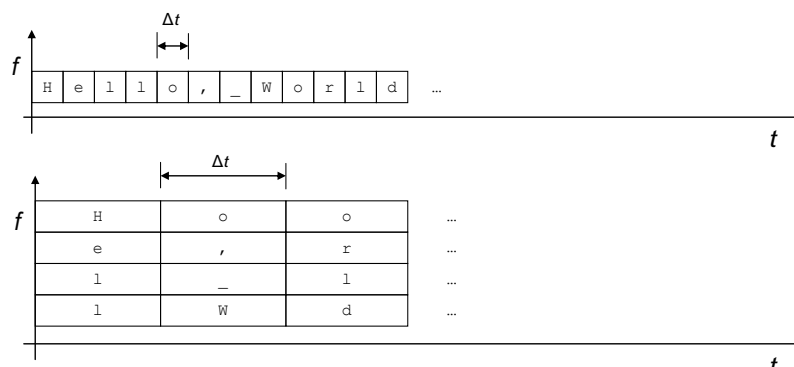 Δt
f
H e l l o , _ W o r l d ...
t
Δt
f
H o o ...
e , r ...
l _ l ...
l W d ...
t